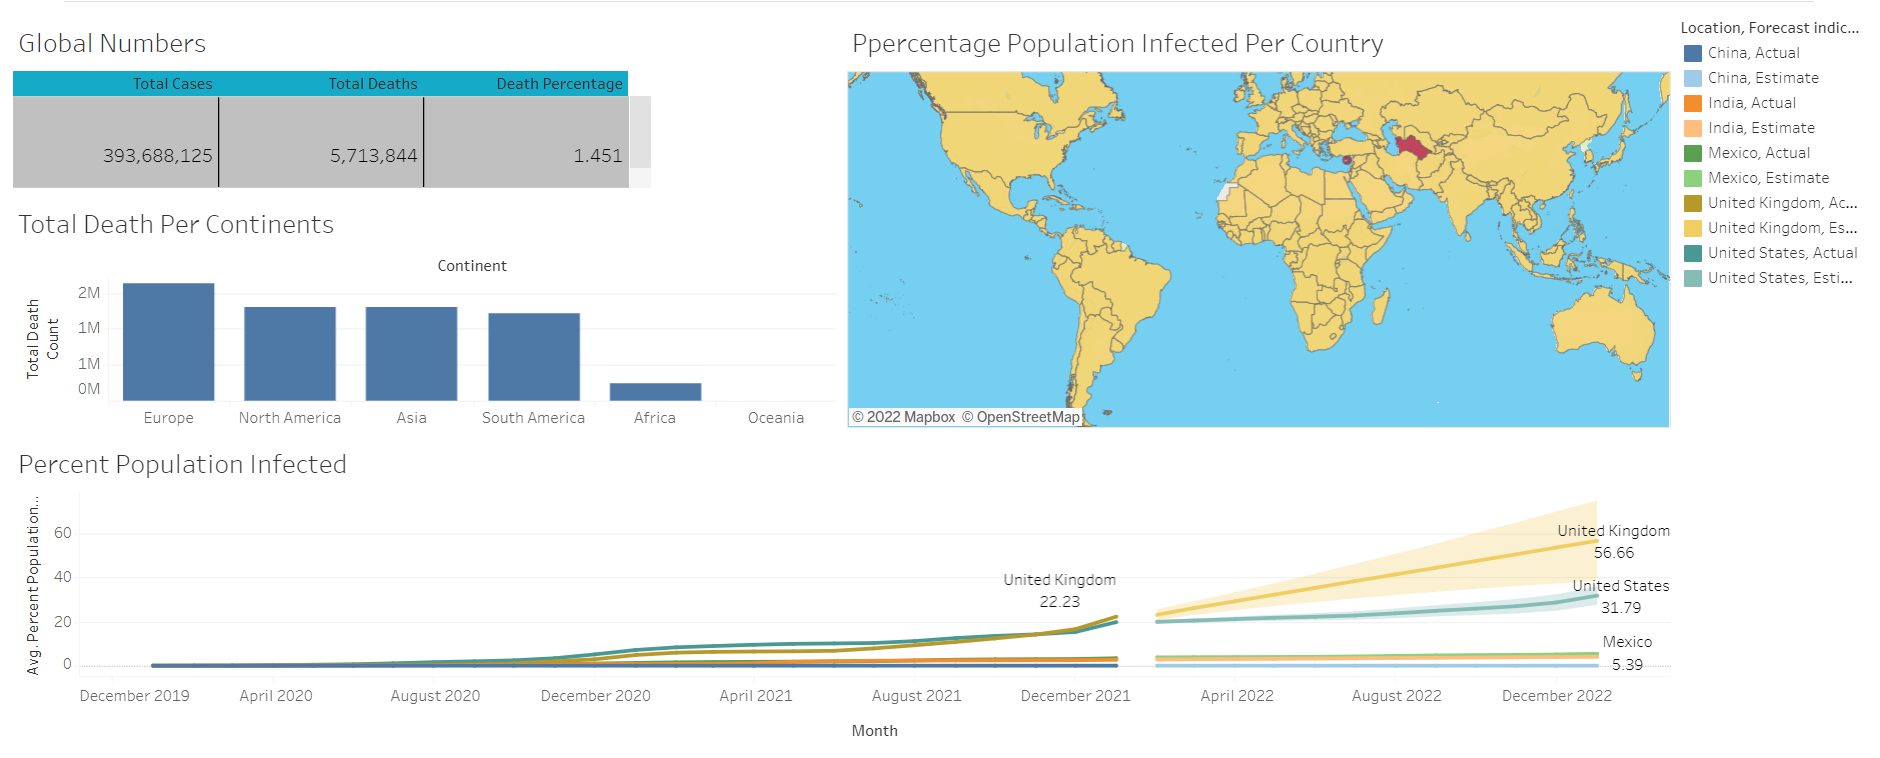 Global Numbers
Total Cases Total Deaths Death Percentage
393,688,125 5,713,844 1.451
Total Death Per Continents
Continent
Total Death
Count
2M
1M
1M
0M
Europe North America Asia South America Africa Oceania
Ppercentage Population Infected Per Country
© 2022 Mapbox © OpenStreetMap
Location, Forecast indic...
China, Actual
China, Estimate
India, Actual
India, Estimate
Mexico, Actual
Mexico, Estimate
United Kingdom, Ac...
United Kingdom, Es...
United States, Actual
United States, Esti...
Percent Population Infected
Avg. Percent Population...
60
40
20
0
United Kingdom
22.23
United Kingdom
56.66
United States
31.79
Mexico
5.39
December 2019 April 2020 August 2020 December 2020 April 2021 August 2021 December 2021 April 2022 August 2022 December 2022
Month